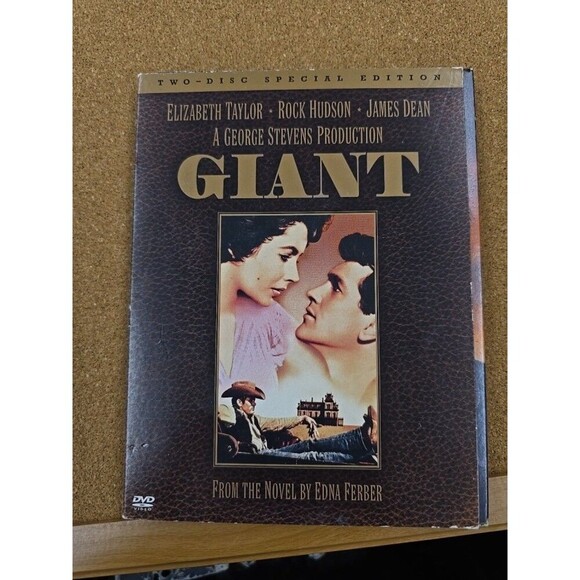 TWO-DISC SPECIAL EDITION
ELIZABETH TAYLOR • ROCK HUDSON • JAMES DEAN
A GEORGE STEVENS PRODUCTION
GIANT
FROM THE NOVEL BY EDNA FERBER
DVD
VIDEO